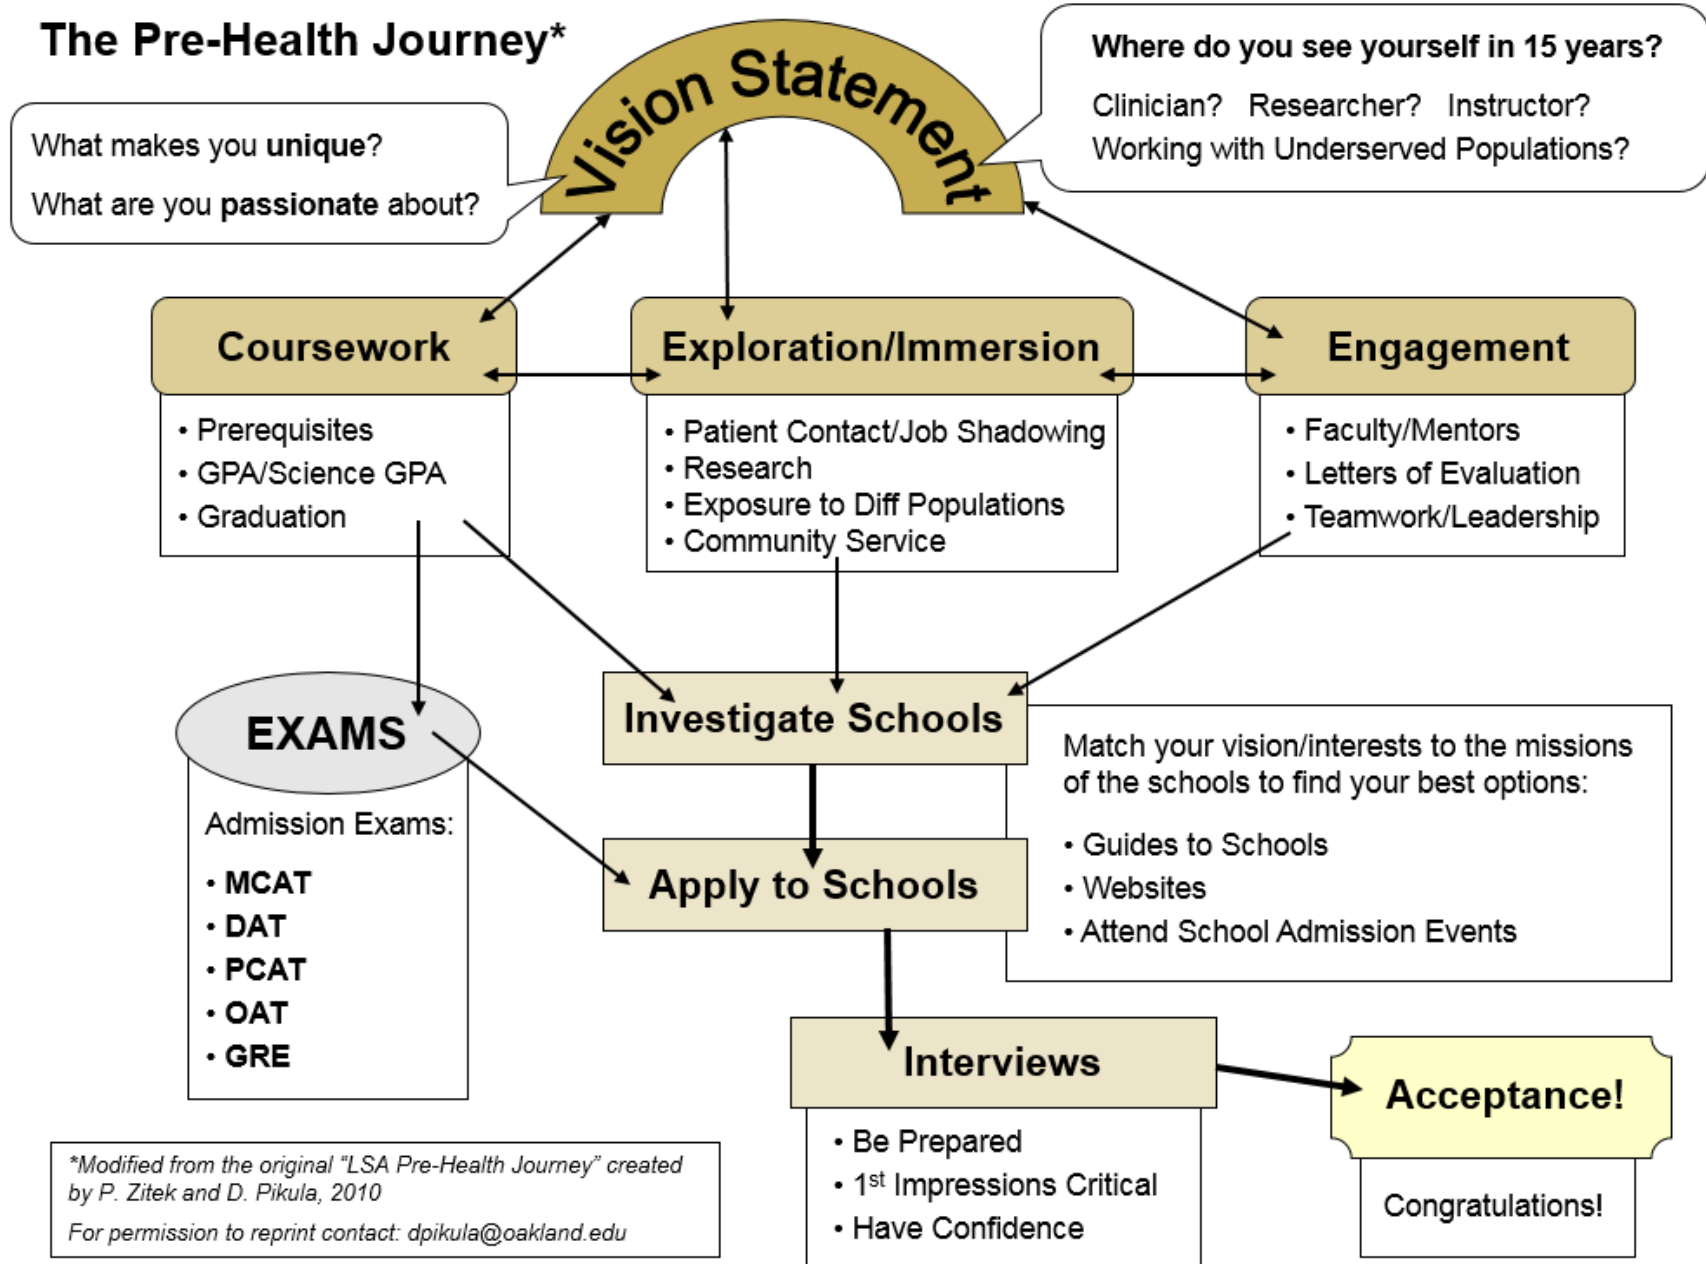 The Pre-Health Journey*
Vision Statement
What makes you unique?
What are you passionate about?
Where do you see yourself in 15 years?
Clinician? Researcher? Instructor?
Working with Underserved Populations?
Coursework
• Prerequisites
• GPA/Science GPA
• Graduation
Exploration/Immersion
• Patient Contact/Job Shadowing
• Research
• Exposure to Diff Populations
• Community Service
Engagement
• Faculty/Mentors
• Letters of Evaluation
• Teamwork/Leadership
EXAMS
Admission Exams:
• MCAT
• DAT
• PCAT
• OAT
• GRE
Investigate Schools
Match your vision/interests to the missions
of the schools to find your best options:
• Guides to Schools
• Websites
• Attend School Admission Events
Apply to Schools
Interviews
• Be Prepared
• 1st Impressions Critical
• Have Confidence
Acceptance!
Congratulations!
*Modified from the original “LSA Pre-Health Journey” created
by P. Zitek and D. Pikula, 2010
For permission to reprint contact: dpikula@oakland.edu